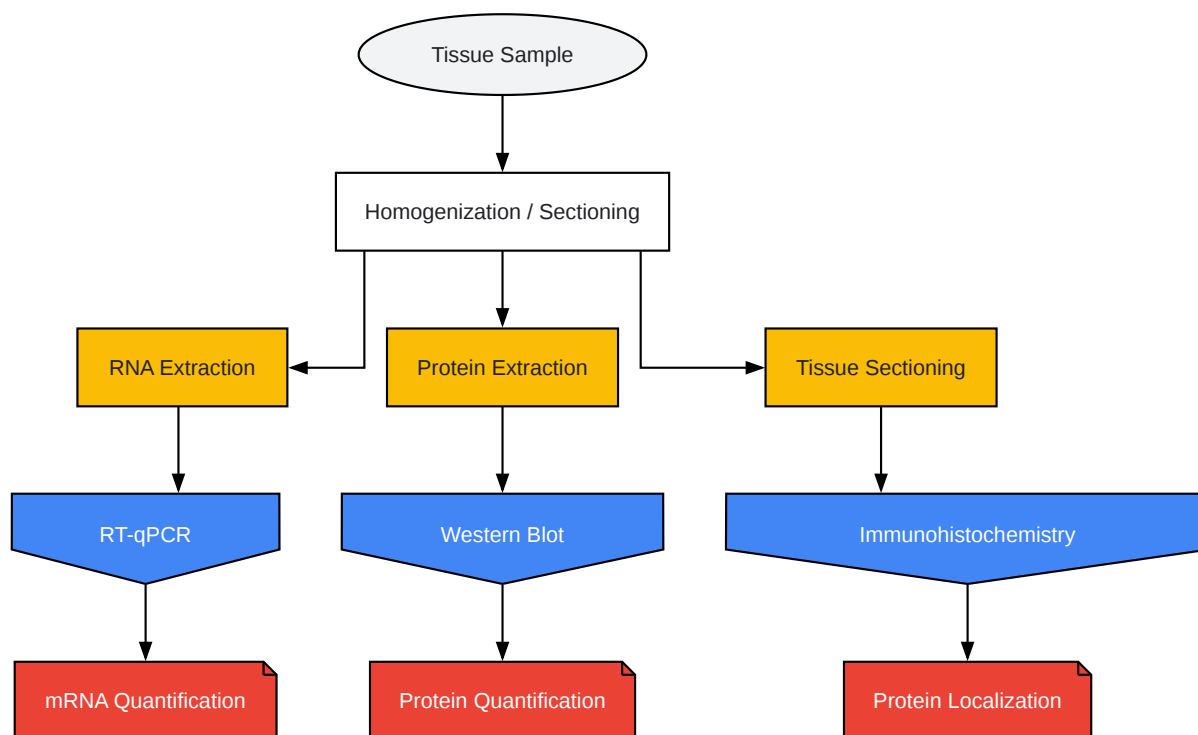 Tissue Sample
Homogenization / Sectioning
RNA Extraction
Protein Extraction
Tissue Sectioning
RT-qPCR
Western Blot
Immunohistochemistry
mRNA Quantification
Protein Quantification
Protein Localization